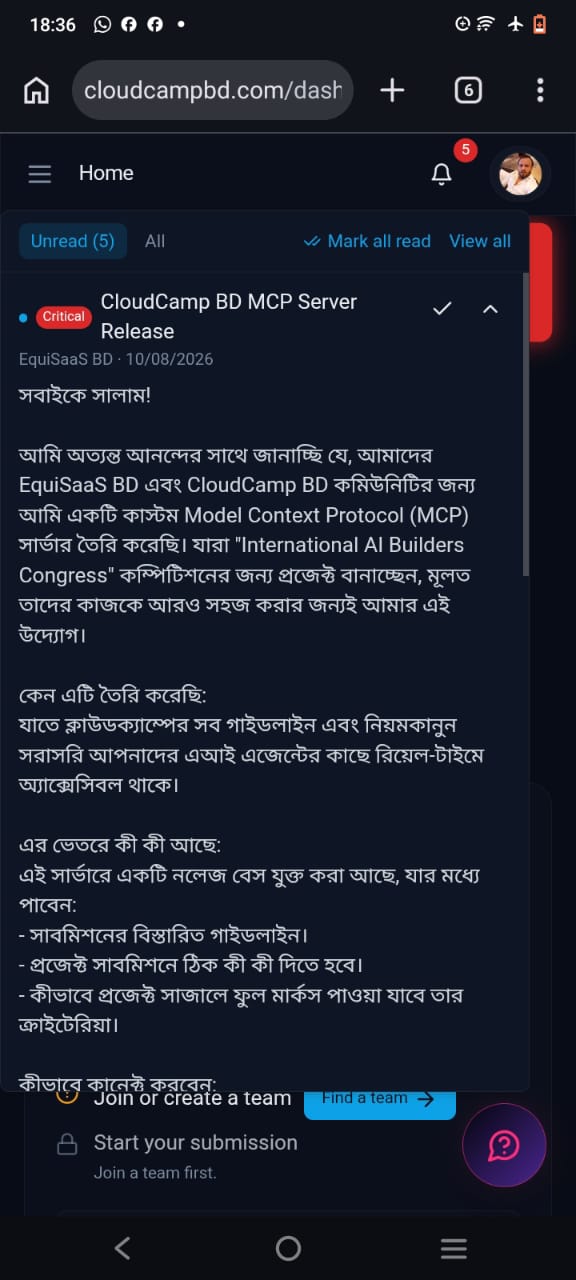 18:36
cloudcampbd.com/dash
6
Home
5
Unread (5)
All
Mark all read
View all
Critical
CloudCamp BD MCP Server
Release
EquiSaaS BD · 10/08/2026
সবাইকে সালাম!
আমি অত্যন্ত আনন্দের সাথে জানাচ্ছি যে, আমাদের
EquiSaaS BD এবং CloudCamp BD কমিউনিটির জন্য
আমি একটি কাস্টম Model Context Protocol (MCP)
সার্ভার তৈরি করেছি। যারা "International AI Builders
Congress" কম্পিটিশনের জন্য প্রজেক্ট বানাচ্ছেন, মূলত
তাদের কাজকে আরও সহজ করার জন্যই আমার এই
উদ্যোগ।
কেন এটি তৈরি করেছি:
যাতে ক্লাউডক্যাম্পের সব গাইডলাইন এবং নিয়মকানুন
সরাসরি আপনাদের এআই এজেন্টের কাছে রিয়েল-টাইমে
অ্যাক্সেসিবল থাকে।
এর ভেতরে কী কী আছে:
এই সার্ভারে একটি নলেজ বেস যুক্ত করা আছে, যার মধ্যে
পাবেন:
- সাবমিশনের বিস্তারিত গাইডলাইন।
- প্রজেক্ট সাবমিশনে ঠিক কী কী দিতে হবে।
- কীভাবে প্রজেক্ট সাজালে ফুল মার্কস পাওয়া যাবে তার
ক্রাইটেরিয়া।
কীভাবে কানেক্ট করবেন:
Join or create a team
Find a team
Start your submission
Join a team first.